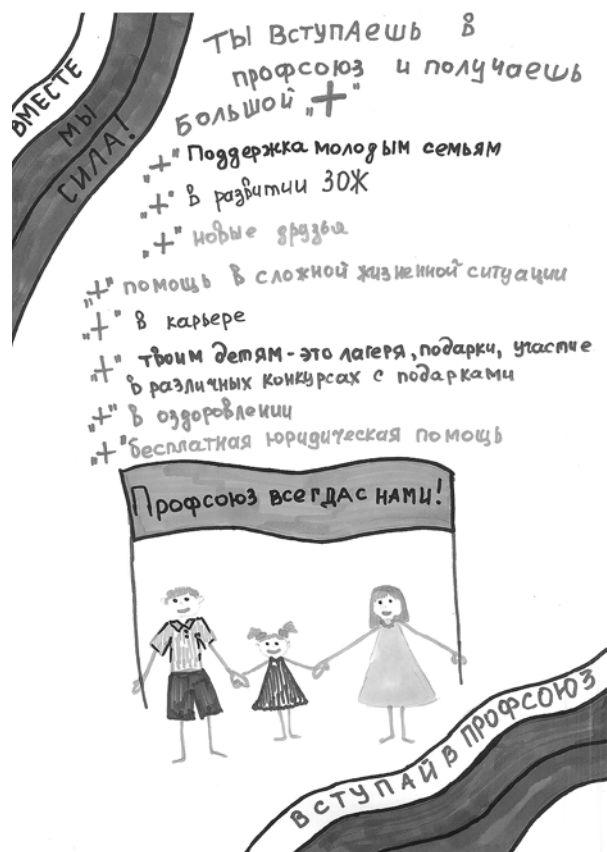 ВМЕСТЕ
МЫ
СИЛА!
ТЫ ВСТУПАЕШЬ В
профсоюз и получаешь
БОЛЬШОЙ „+"
„+" Поддержка молодым семьям
„+" в развитии ЗОЖ
„+" новые друзья
„+" помощь в сложной жизненной ситуации
„+" в карьере
„+" твоим детям - это лагеря, подарки, участие
в различных конкурсах с подарками
„+" в оздоровлении
„+" бесплатная юридическая помощь
Профсоюз всегда с нами!
ВСТУПАЙ В ПРОФСОЮЗ